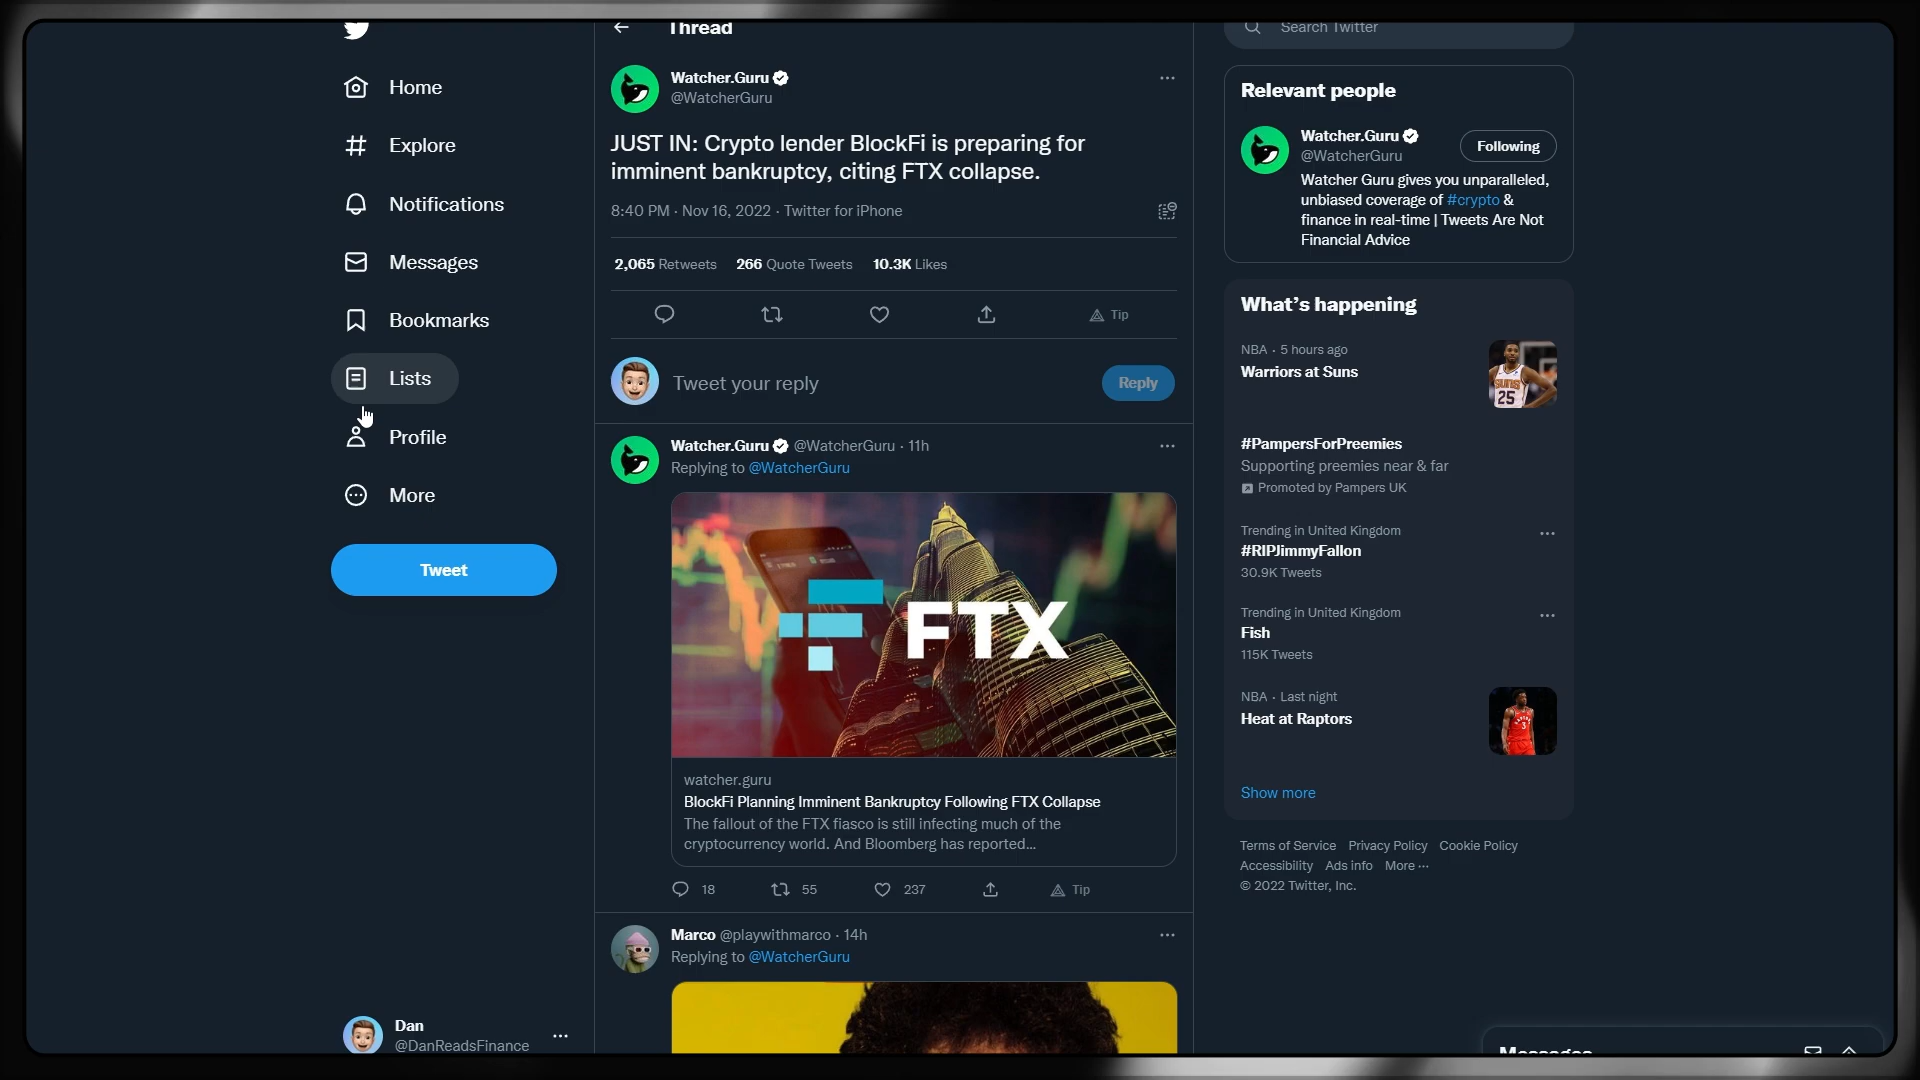 Home
Explore
Notifications
Messages
Bookmarks
Lists
Profile
More
Tweet
Dan
@DanReadsFinance
Thread
Watcher.Guru
@WatcherGuru
JUST IN: Crypto lender BlockFi is preparing for
imminent bankruptcy, citing FTX collapse.
8:40 PM · Nov 16, 2022 · Twitter for iPhone
2,065 Retweets 266 Quote Tweets 10.3K Likes
Tip
Tweet your reply
Reply
Watcher.Guru @WatcherGuru · 11h
Replying to @WatcherGuru
FTX
watcher.guru
BlockFi Planning Imminent Bankruptcy Following FTX Collapse
The fallout of the FTX fiasco is still infecting much of the
cryptocurrency world. And Bloomberg has reported...
18 55 237 Tip
Marco @playwithmarco · 14h
Replying to @WatcherGuru
Search Twitter
Relevant people
Watcher.Guru
@WatcherGuru
Following
Watcher Guru gives you unparalleled,
unbiased coverage of #crypto &
finance in real-time | Tweets Are Not
Financial Advice
What's happening
NBA · 5 hours ago
Warriors at Suns
SUNS
25
#PampersForPreemies
Supporting preemies near & far
Promoted by Pampers UK
Trending in United Kingdom
#RIPJimmyFallon
30.9K Tweets
Trending in United Kingdom
Fish
115K Tweets
NBA · Last night
Heat at Raptors
3
Show more
Terms of Service Privacy Policy Cookie Policy
Accessibility Ads info More ...
© 2022 Twitter, Inc.
Messages